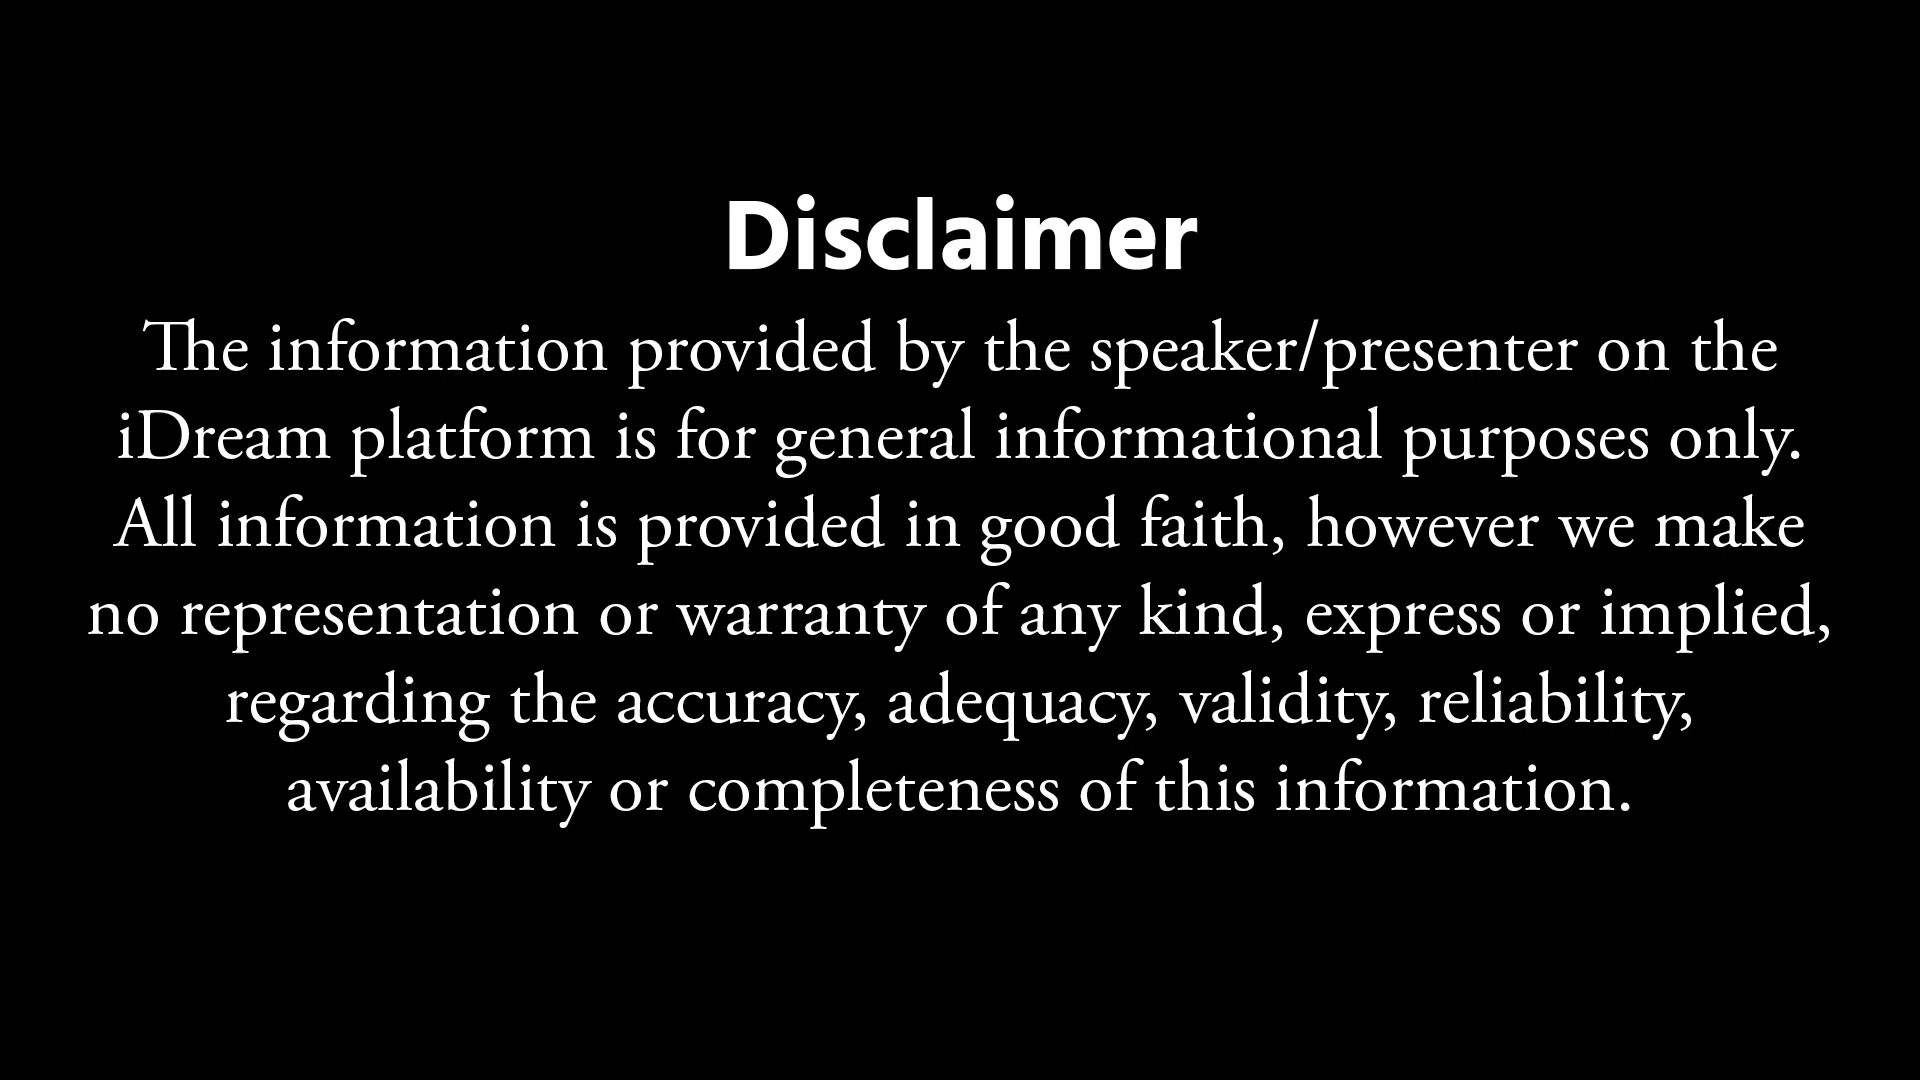 Disclaimer
The information provided by the speaker/presenter on the
iDream platform is for general informational purposes only.
All information is provided in good faith, however we make
no representation or warranty of any kind, express or implied,
regarding the accuracy, adequacy, validity, reliability,
availability or completeness of this information.